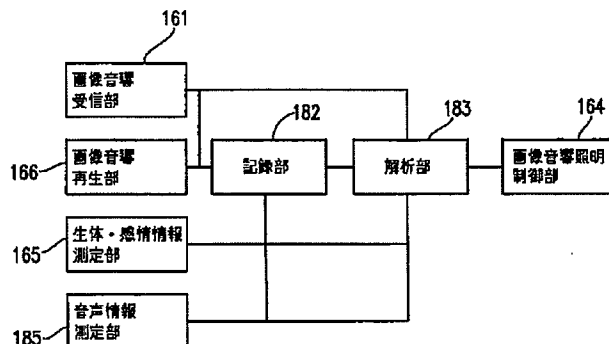 161
画像音響
受信部
182
183
164
166
画像音響
再生部
記録部
解析部
画像音響照明
制御部
165
生体・感情情報
測定部
185
音声情報
測定部